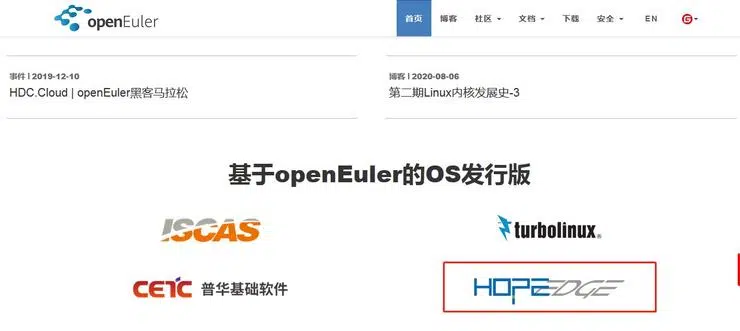 openEuler
首页 博客 社区 文档 下载 安全 EN
事件 | 2019-12-10
HDC.Cloud | openEuler黑客马拉松
博客 | 2020-08-06
第二期Linux内核发展史-3
基于openEuler的OS发行版
ISCAS
turbolinux
CETC 普华基础软件
HOPEEDGE